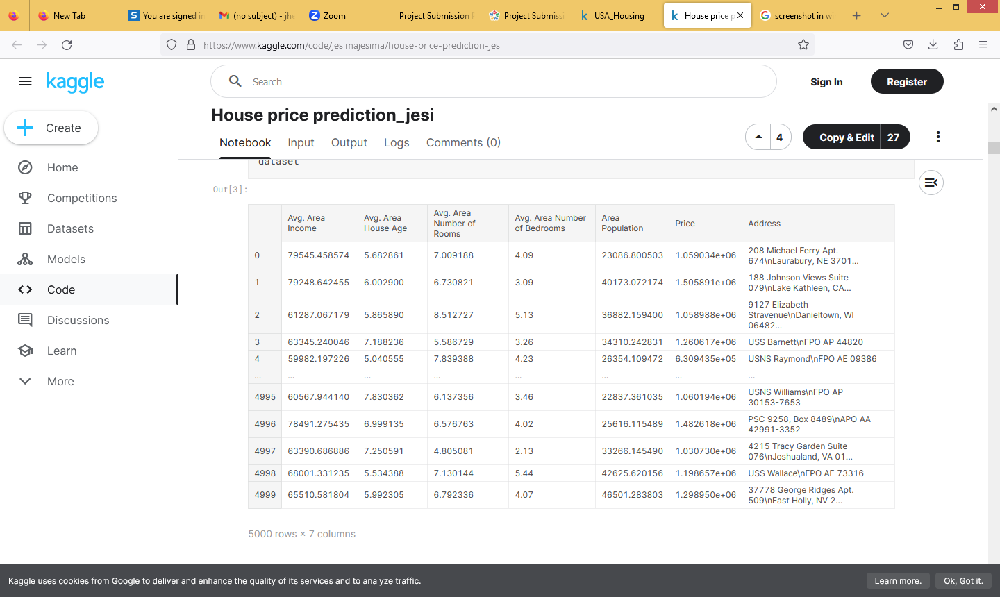 New Tab
You are signed in
(no subject) - jhe
Zoom
Project Submission
Project Submissi
USA_Housing
House price p
screenshot in wi
https://www.kaggle.com/code/jesimajesima/house-price-prediction-jesi
kaggle
Search
Sign In
Register
House price prediction_jesi
Create
Notebook
Input
Output
Logs
Comments (0)
4
Copy & Edit
27
Home
Competitions
Datasets
Models
Code
Discussions
Learn
More
dataset
Out[3]:
Avg. Area Income
Avg. Area House Age
Avg. Area Number of Rooms
Avg. Area Number of Bedrooms
Area Population
Price
Address
0 79545.458574 5.682861 7.009188 4.09 23086.800503 1.059034e+06 208 Michael Ferry Apt. 674\nLaurabury, NE 3701...
1 79248.642455 6.002900 6.730821 3.09 40173.072174 1.505891e+06 188 Johnson Views Suite 079\nLake Kathleen, CA...
2 61287.067179 5.865890 8.512727 5.13 36882.159400 1.058988e+06 9127 Elizabeth Stravenue\nDanieltown, WI 06482...
3 63345.240046 7.188236 5.586729 3.26 34310.242831 1.260617e+06 USS Barnett\nFPO AP 44820
4 59982.197226 5.040555 7.839388 4.23 26354.109472 6.309435e+05 USNS Raymond\nFPO AE 09386
... ... ... ... ... ... ... ...
4995 60567.944140 7.830362 6.137356 3.46 22837.361035 1.060194e+06 USNS Williams\nFPO AP 30153-7653
4996 78491.275435 6.999135 6.576763 4.02 25616.115489 1.482618e+06 PSC 9258, Box 8489\nAPO AA 42991-3352
4997 63390.686886 7.250591 4.805081 2.13 33266.145490 1.030730e+06 4215 Tracy Garden Suite 076\nJoshualand, VA 01...
4998 68001.331235 5.534388 7.130144 5.44 42625.620156 1.198657e+06 USS Wallace\nFPO AE 73316
4999 65510.581804 5.992305 6.792336 4.07 46501.283803 1.298950e+06 37778 George Ridges Apt. 509\nEast Holly, NV 2...
5000 rows × 7 columns
Kaggle uses cookies from Google to deliver and enhance the quality of its services and to analyze traffic.
Learn more.
Ok, Got it.